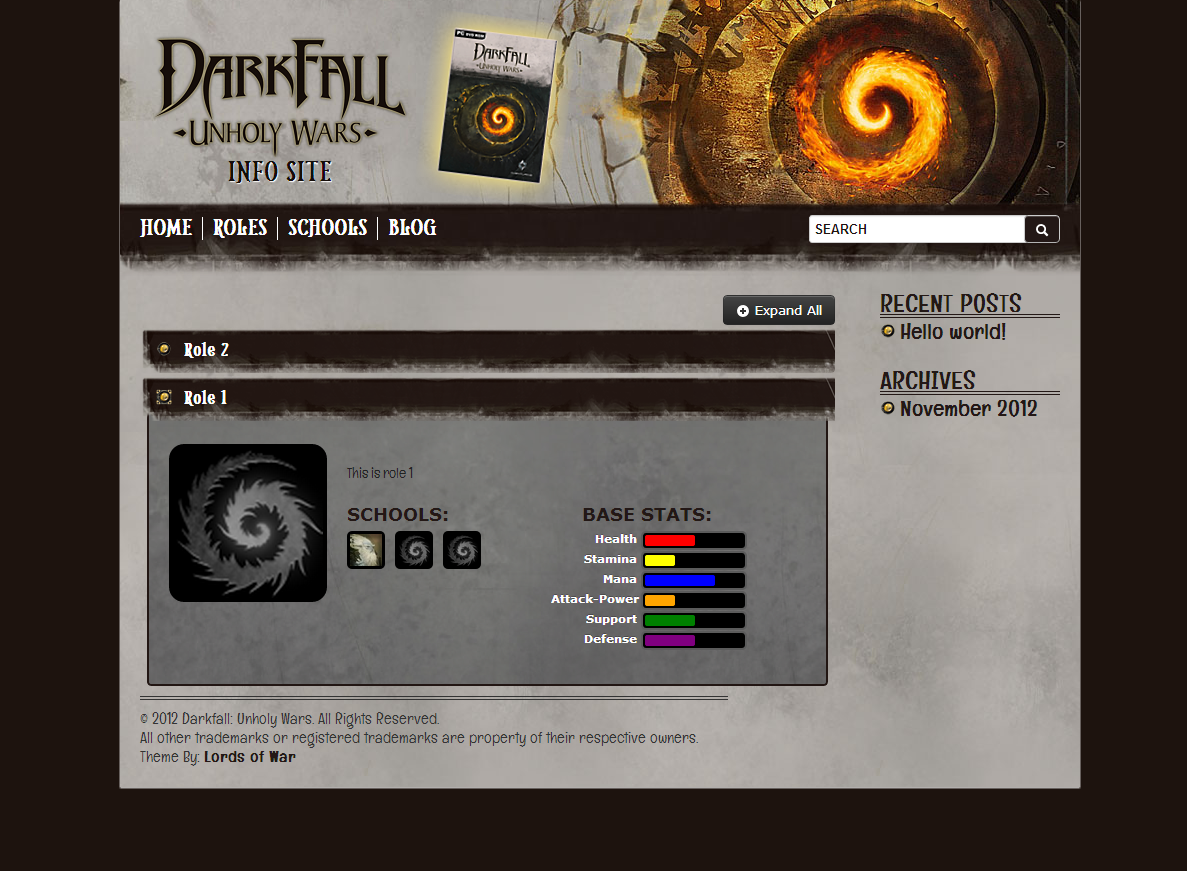 DARKFALL
UNHOLY WARS
INFO SITE
PC DVD ROM
DARKFALL
UNHOLY WARS
HOME
ROLES
SCHOOLS
BLOG
SEARCH
Expand All
Role 2
Role 1
This is role 1
SCHOOLS:
BASE STATS:
Health
Stamina
Mana
Attack-Power
Support
Defense
RECENT POSTS
Hello world!
ARCHIVES
November 2012
© 2012 Darkfall: Unholy Wars. All Rights Reserved.
All other trademarks or registered trademarks are property of their respective owners.
Theme By: Lords of War